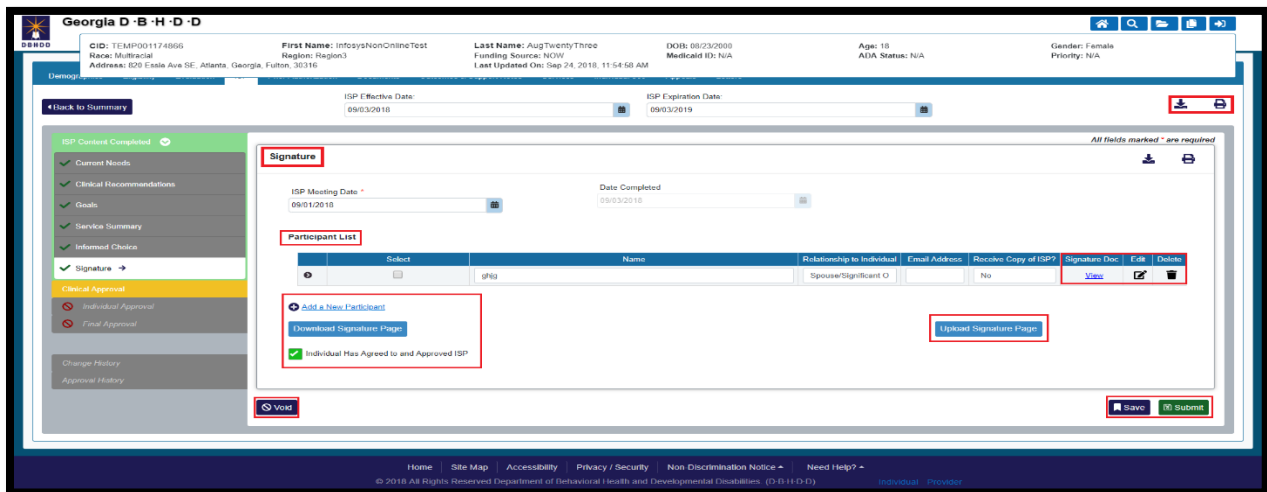 Georgia D ·B ·H ·D ·D
DBHDD
CID: TEMP001174866 First Name: InfosysNonOnlineTest Last Name: AugTwentyThree DOB: 08/23/2000 Age: 18 Gender: Female
Race: Multiracial Region: Region3 Funding Source: NOW Medicaid ID: N/A ADA Status: N/A Priority: N/A
Address: 820 Essie Ave SE, Atlanta, Georgia, Fulton, 30316 Last Updated On: Sep 24, 2018, 11:54:58 AM
ISP Effective Date: ISP Expiration Date:
Back to Summary 09/03/2018 09/03/2019
All fields marked * are required
ISP Content Completed
Current Needs
Clinical Recommendations
Goals
Service Summary
Informed Choice
Signature
Clinical Approval
Individual Approval
Final Approval
Change History
Approval History
Signature
ISP Meeting Date * Date Completed
09/01/2018 09/03/2018
Participant List
Select Name Relationship to Individual Email Address Receive Copy of ISP? Signature Doc Edit Delete
ghjg Spouse/Significant O No View
Add a New Participant
Download Signature Page Upload Signature Page
Individual Has Agreed to and Approved ISP
Void Save Submit
Home Site Map Accessibility Privacy / Security Non-Discrimination Notice Need Help?
© 2018 All Rights Reserved Department of Behavioral Health and Developmental Disabilities (D·B·H·D·D) Individual Provider